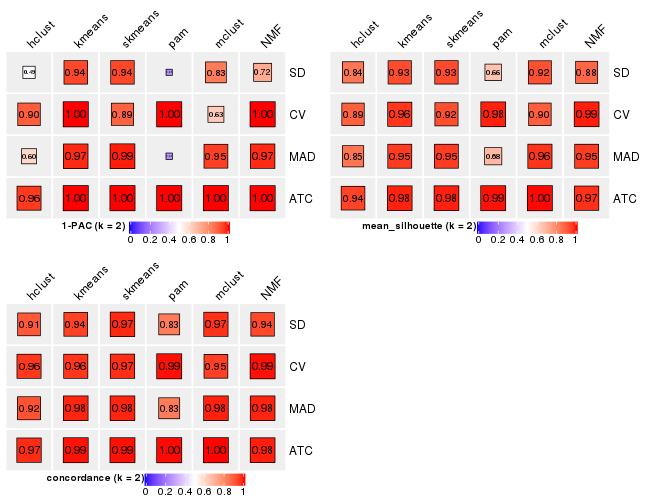 hclust kmeans skmeans pam mclust NMF
0.94 0.94 0.83 0.72 SD
0.90 1.00 0.89 1.00 0.63 1.00 CV
0.60 0.97 0.99 0.95 0.97 MAD
0.96 1.00 1.00 1.00 1.00 1.00 ATC
1-PAC (k = 2)
0 0.2 0.4 0.6 0.8 1
hclust kmeans skmeans pam mclust NMF
0.84 0.93 0.93 0.66 0.92 0.88 SD
0.89 0.96 0.92 0.98 0.90 0.99 CV
0.85 0.95 0.95 0.68 0.96 0.95 MAD
0.94 0.98 0.98 0.99 1.00 0.97 ATC
mean_silhouette (k = 2)
0 0.2 0.4 0.6 0.8 1
hclust kmeans skmeans pam mclust NMF
0.91 0.94 0.97 0.83 0.97 0.94 SD
0.96 0.96 0.97 0.99 0.95 0.99 CV
0.92 0.98 0.98 0.83 0.98 0.98 MAD
0.97 0.99 0.99 1.00 1.00 0.98 ATC
concordance (k = 2)
0 0.2 0.4 0.6 0.8 1